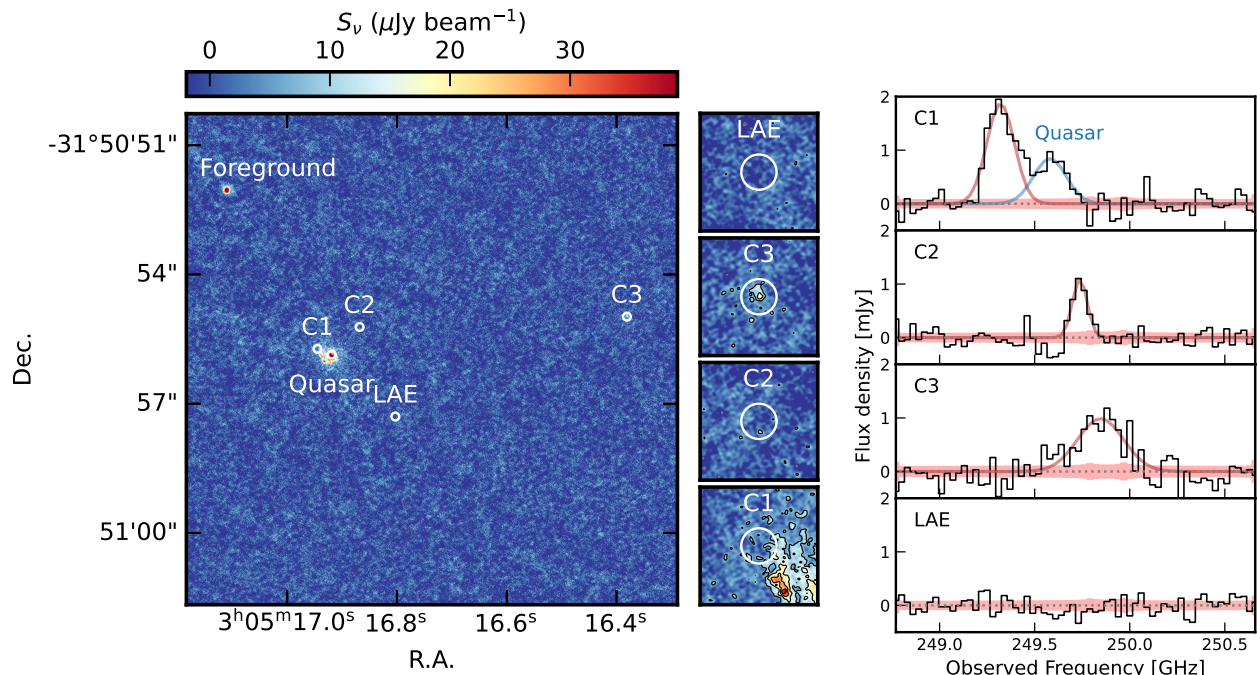 Sν (μJy beam⁻¹)
0 10 20 30
-31°50'51"
54"
57"
51'00"
Dec.
Foreground
C1
C2
C3
Quasar
LAE
3ʰ05ᵐ17.0ˢ 16.8ˢ 16.6ˢ 16.4ˢ
R.A.
LAE
C3
C2
C1
Flux density [mJy]
2
1
0
C1
Quasar
2
1
0
C2
2
1
0
C3
2
1
0
LAE
249.0 249.5 250.0 250.5
Observed Frequency [GHz]